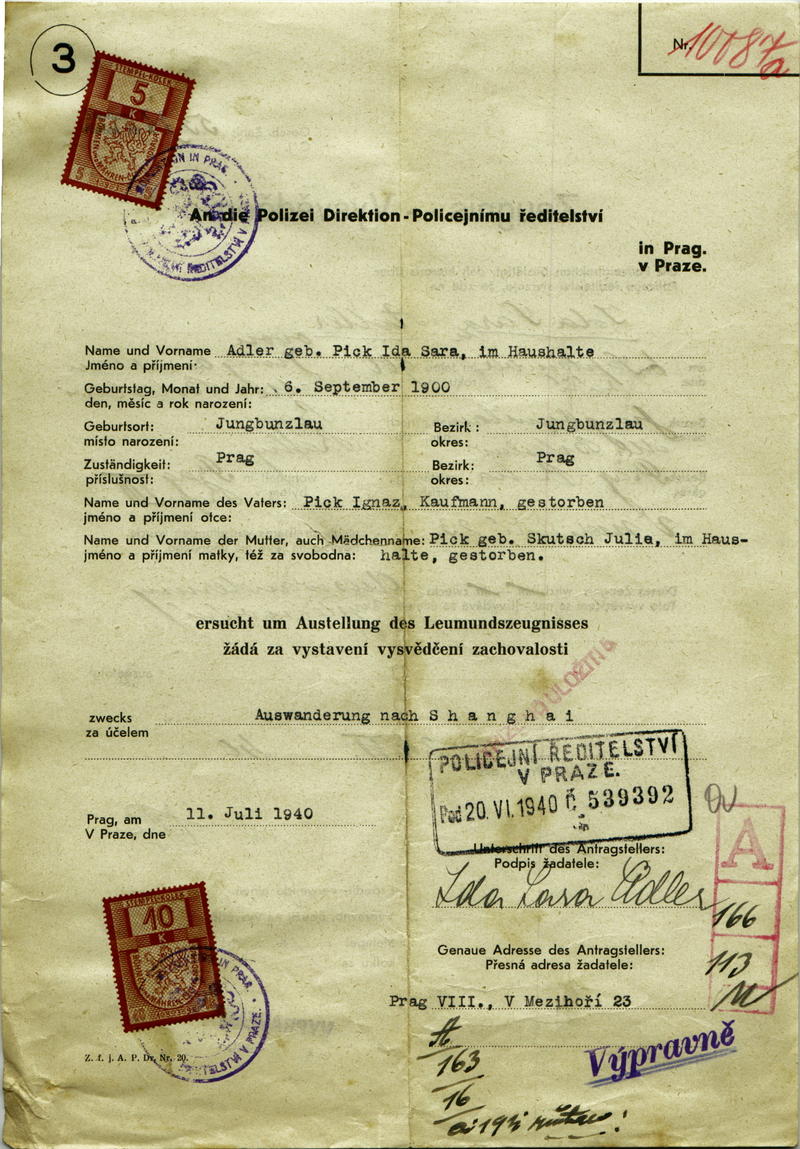 3
Nr. 10087a
STEMPEL-KOLEK
5
K
An die Polizei Direktion - Policejnímu ředitelství
in Prag.
v Praze.
Name und Vorname Adler geb. Pick Ida Sara, im Haushalte
Jméno a příjmení·
Geburtstag, Monat und Jahr: 6. September 1900
den, měsíc a rok narození:
Geburtsort: Jungbunzlau Bezirk: Jungbunzlau
místo narození: okres:
Zuständigkeit: Prag Bezirk: Prag
příslušnost: okres:
Name und Vorname des Vaters: Pick Ignaz, Kaufmann, gestorben
jméno a příjmení otce:
Name und Vorname der Mutter, auch Mädchenname: Pick geb. Skutsch Julie, im Haus-
jméno a příjmení matky, též za svobodna: halte, gestorben.
ersucht um Austellung des Leumundszeugnisses
žádá za vystavení vysvědčení zachovalosti
zwecks Auswanderung nach Shanghai
za účelem
POLICEJNÍ ŘEDITELSTVÍ
V PRAZE.
Pod 20. VI. 1940 Č. 539392
Prag, am 11. Juli 1940
V Praze, dne
Unterschrift des Antragstellers:
Podpis žadatele:
Ida Sara Adler
A
166
113
Genaue Adresse des Antragstellers:
Přesná adresa žadatele:
Prag VIII., V Mezihoří 23
STEMPEL-KOLEK
10
K
Výpravně
A
163
16
Z. f. j. A. P. Dr. Nr. 20.